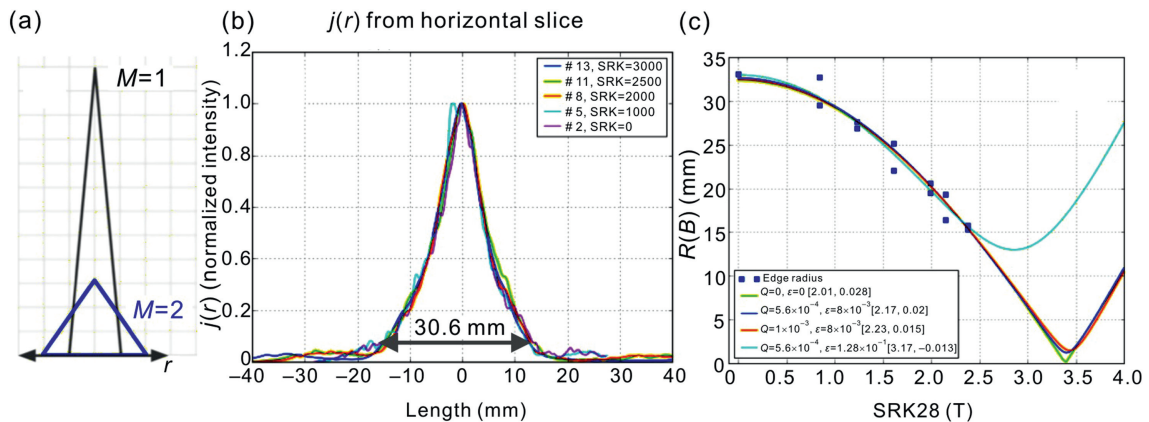 (a)
M=1
M=2
r
(b)
j(r) from horizontal slice
j(r) (normalized intensity)
1.2
1.0
0.8
0.6
0.4
0.2
0
# 13, SRK=3000
# 11, SRK=2500
# 8, SRK=2000
# 5, SRK=1000
# 2, SRK=0
30.6 mm
−40 −30 −20 −10 0 10 20 30 40
Length (mm)
(c)
R(B) (mm)
35
30
25
20
15
10
5
0
Edge radius
Q=0, ε=0 [2.01, 0.028]
Q=5.6×10⁻⁴, ε=8×10⁻³ [2.17, 0.02]
Q=1×10⁻³, ε=8×10⁻³ [2.23, 0.015]
Q=5.6×10⁻⁴, ε=1.28×10⁻¹ [3.17, −0.013]
0 0.5 1.0 1.5 2.0 2.5 3.0 3.5 4.0
SRK28 (T)